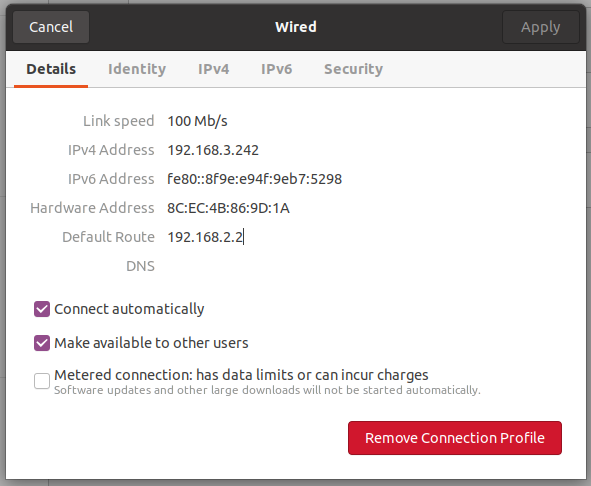 Cancel Wired Apply
Details Identity IPv4 IPv6 Security
Link speed 100 Mb/s
IPv4 Address 192.168.3.242
IPv6 Address fe80::8f9e:e94f:9eb7:5298
Hardware Address 8C:EC:4B:86:9D:1A
Default Route 192.168.2.2
DNS
Connect automatically
Make available to other users
Metered connection: has data limits or can incur charges
Software updates and other large downloads will not be started automatically.
Remove Connection Profile